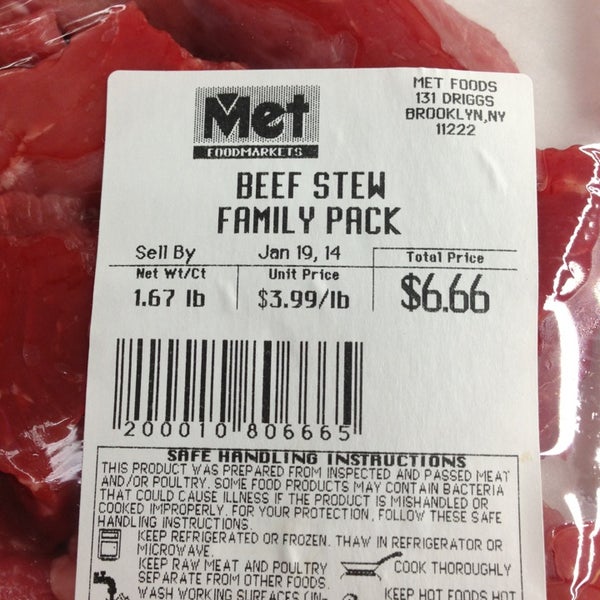 Met
FOODMARKETS
MET FOODS
131 DRIGGS
BROOKLYN,NY
11222
BEEF STEW
FAMILY PACK
Sell By Jan 19, 14
Total Price
Net Wt/Ct Unit Price
1.67 lb $3.99/lb $6.66
200010 806665
SAFE HANDLING INSTRUCTIONS
THIS PRODUCT WAS PREPARED FROM INSPECTED AND PASSED MEAT
AND/OR POULTRY. SOME FOOD PRODUCTS MAY CONTAIN BACTERIA
THAT COULD CAUSE ILLNESS IF THE PRODUCT IS MISHANDLED OR
COOKED IMPROPERLY. FOR YOUR PROTECTION, FOLLOW THESE SAFE
HANDLING INSTRUCTIONS.
KEEP REFRIGERATED OR FROZEN. THAW IN REFRIGERATOR OR
MICROWAVE.
KEEP RAW MEAT AND POULTRY
SEPARATE FROM OTHER FOODS.
COOK THOROUGHLY
WASH WORKING SURFACES (IN-
KEEP HOT FOODS HOT